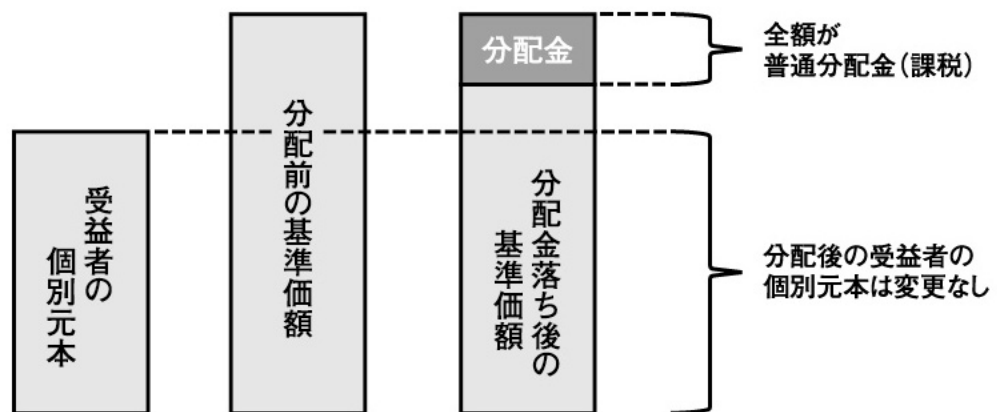 受益者の
個別元本
分配前の基準価額
分配金
分配金落ち後の
基準価額
全額が
普通分配金（課税）
分配後の受益者の
個別元本は変更なし